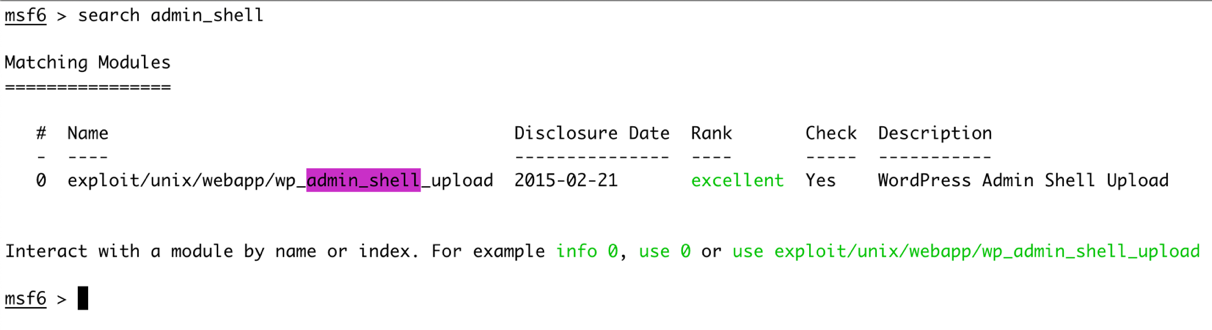 msf6 > search admin_shell
Matching Modules
================
# Name Disclosure Date Rank Check Description
- ---- --------------- ---- ----- -----------
0 exploit/unix/webapp/wp_admin_shell_upload 2015-02-21 excellent Yes WordPress Admin Shell Upload
Interact with a module by name or index. For example info 0, use 0 or use exploit/unix/webapp/wp_admin_shell_upload
msf6 >